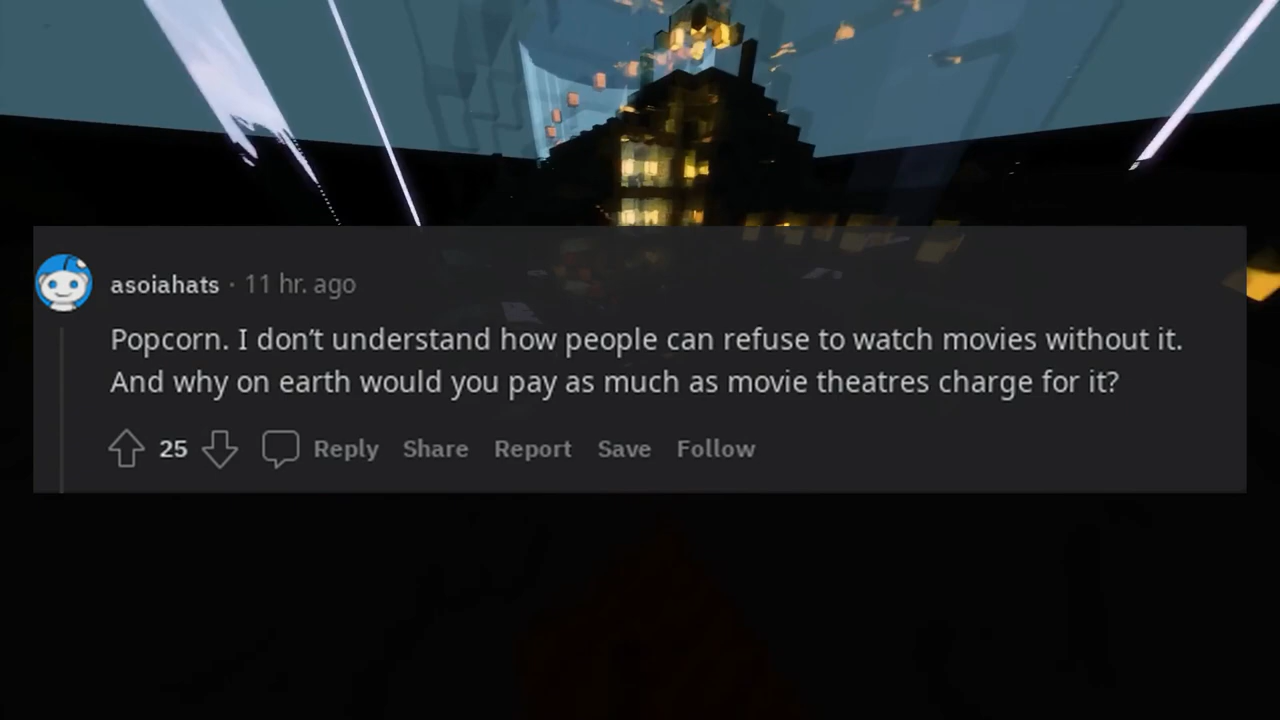 asoiahats · 11 hr. ago
Popcorn. I don’t understand how people can refuse to watch movies without it.
And why on earth would you pay as much as movie theatres charge for it?
25 Reply Share Report Save Follow